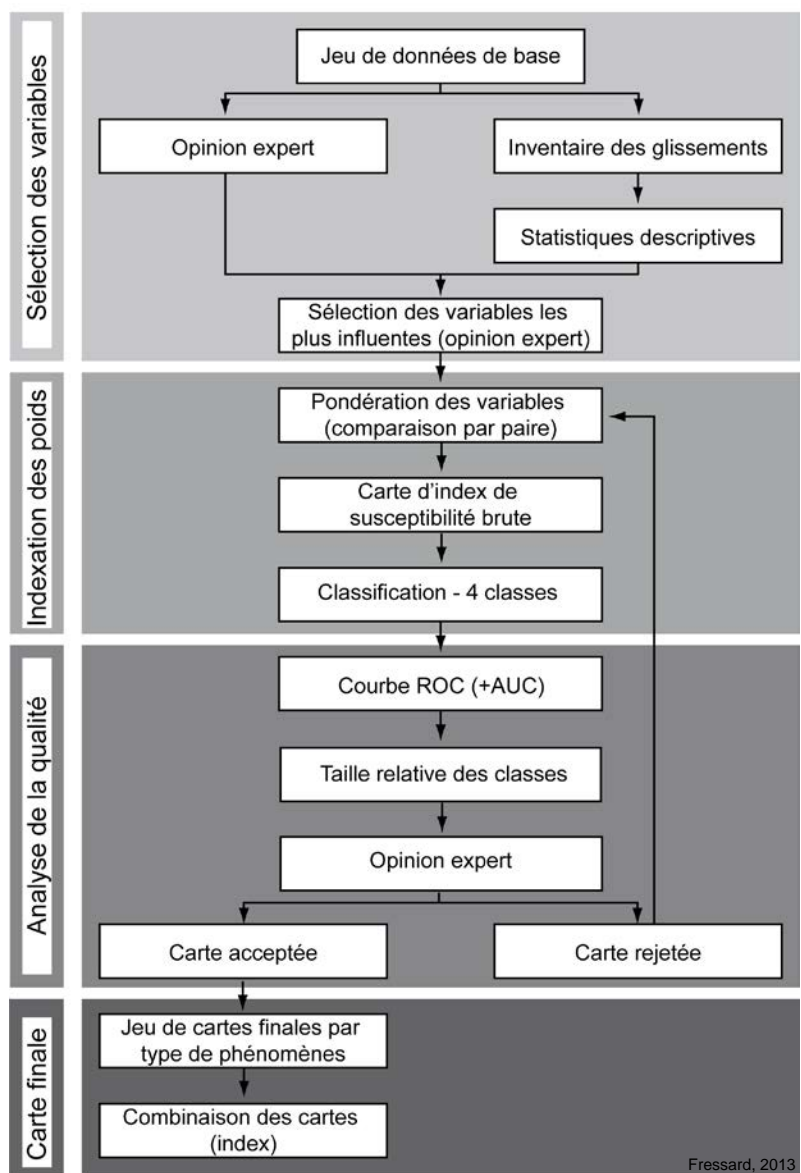 Sélection des variables
Jeu de données de base
Opinion expert
Inventaire des glissements
Statistiques descriptives
Sélection des variables les
plus influentes (opinion expert)
Indexation des poids
Pondération des variables
(comparaison par paire)
Carte d'index de
susceptibilité brute
Classification - 4 classes
Analyse de la qualité
Courbe ROC (+AUC)
Taille relative des classes
Opinion expert
Carte acceptée
Carte rejetée
Carte finale
Jeu de cartes finales par
type de phénomènes
Combinaison des cartes
(index)
Fressard, 2013